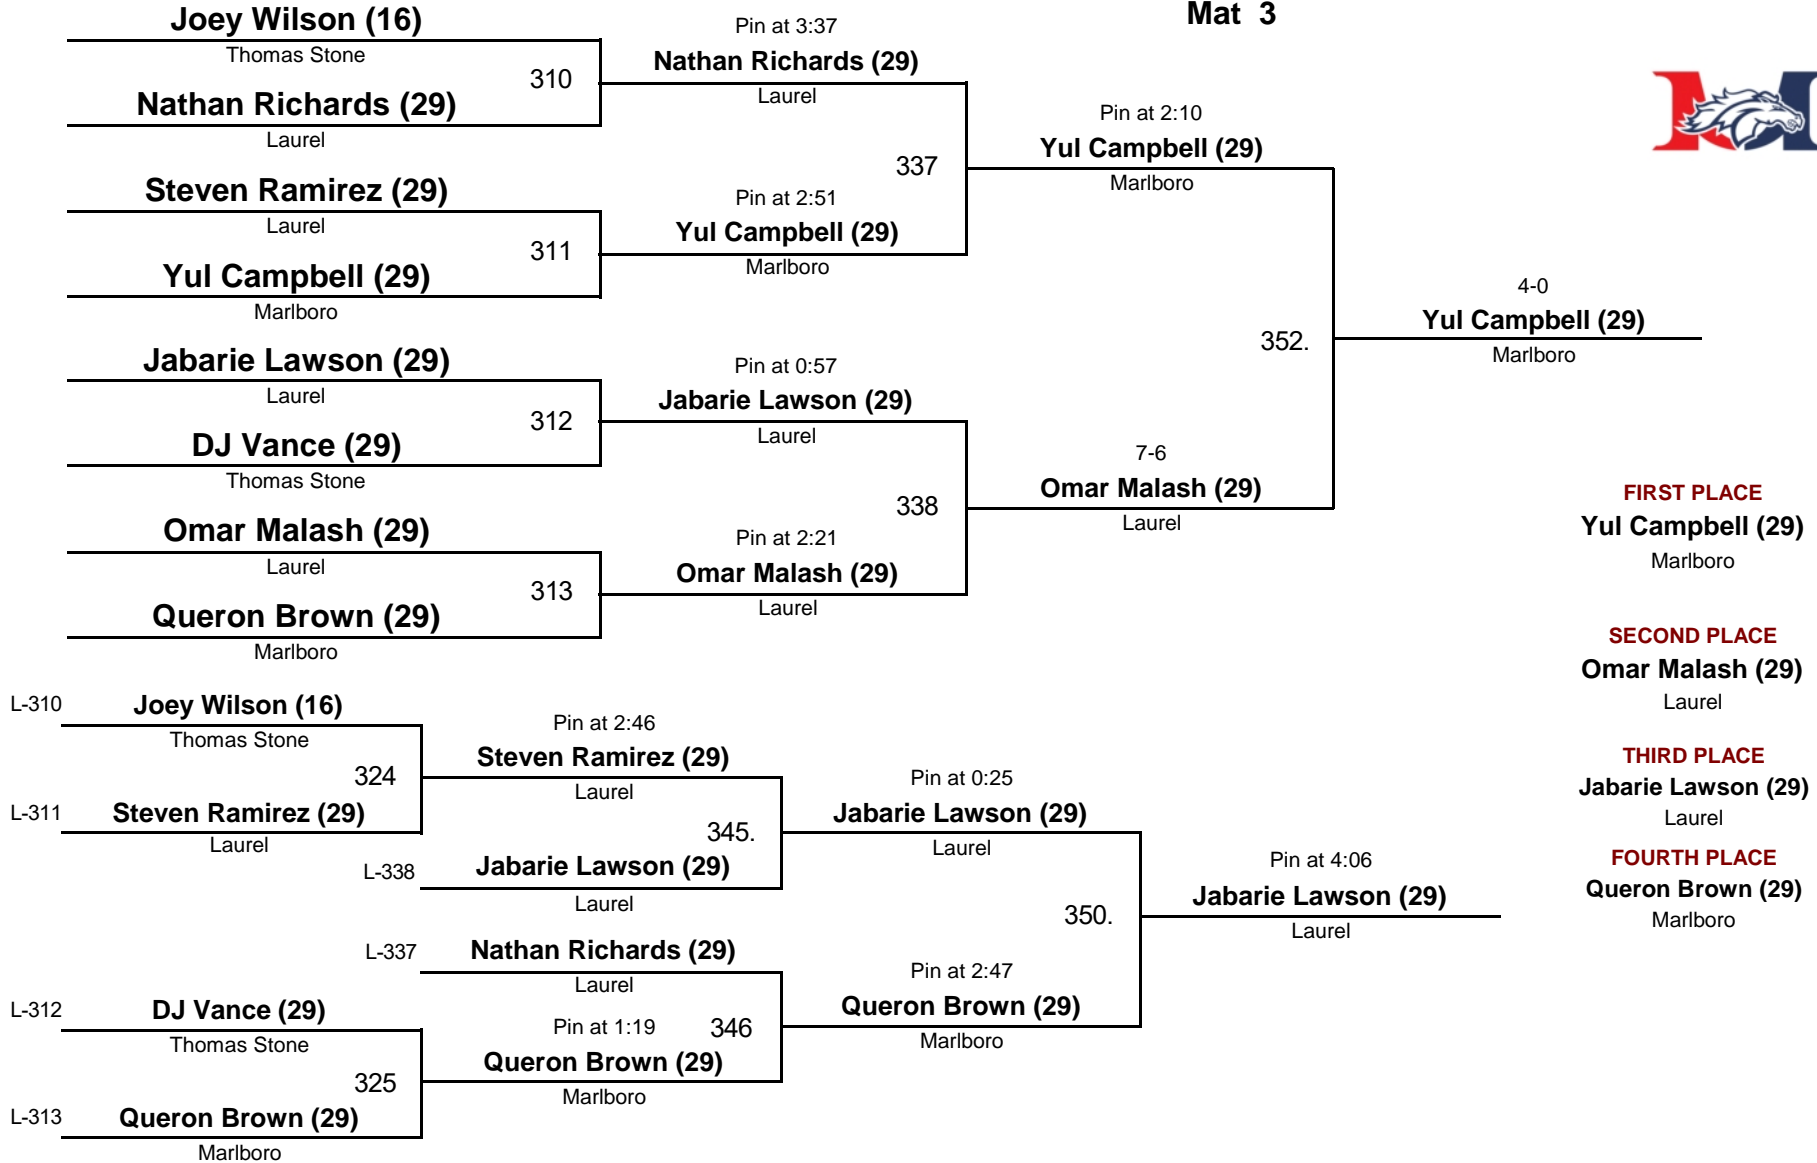 Mat  3
Joey Wilson (16)
Thomas Stone
310
Nathan Richards (29)
Laurel
Steven Ramirez (29)
Laurel
311
Yul Campbell (29)
Marlboro
Jabarie Lawson (29)
Laurel
312
DJ Vance (29)
Thomas Stone
Omar Malash (29)
Laurel
313
Queron Brown (29)
Marlboro
Pin at 3:37
Nathan Richards (29)
Laurel
337
Pin at 2:51
Yul Campbell (29)
Marlboro
Pin at 0:57
Jabarie Lawson (29)
Laurel
338
Pin at 2:21
Omar Malash (29)
Laurel
Pin at 2:10
Yul Campbell (29)
Marlboro
352.
7-6
Omar Malash (29)
Laurel
4-0
Yul Campbell (29)
Marlboro
FIRST PLACE
Yul Campbell (29)
Marlboro
SECOND PLACE
Omar Malash (29)
Laurel
THIRD PLACE
Jabarie Lawson (29)
Laurel
FOURTH PLACE
Queron Brown (29)
Marlboro
L-310
Joey Wilson (16)
Thomas Stone
324
L-311
Steven Ramirez (29)
Laurel
L-312
DJ Vance (29)
Thomas Stone
325
L-313
Queron Brown (29)
Marlboro
Pin at 2:46
Steven Ramirez (29)
Laurel
345.
L-338
Jabarie Lawson (29)
Laurel
L-337
Nathan Richards (29)
Laurel
Pin at 1:19
346
Queron Brown (29)
Marlboro
Pin at 0:25
Jabarie Lawson (29)
Laurel
350.
Pin at 2:47
Queron Brown (29)
Marlboro
Pin at 4:06
Jabarie Lawson (29)
Laurel